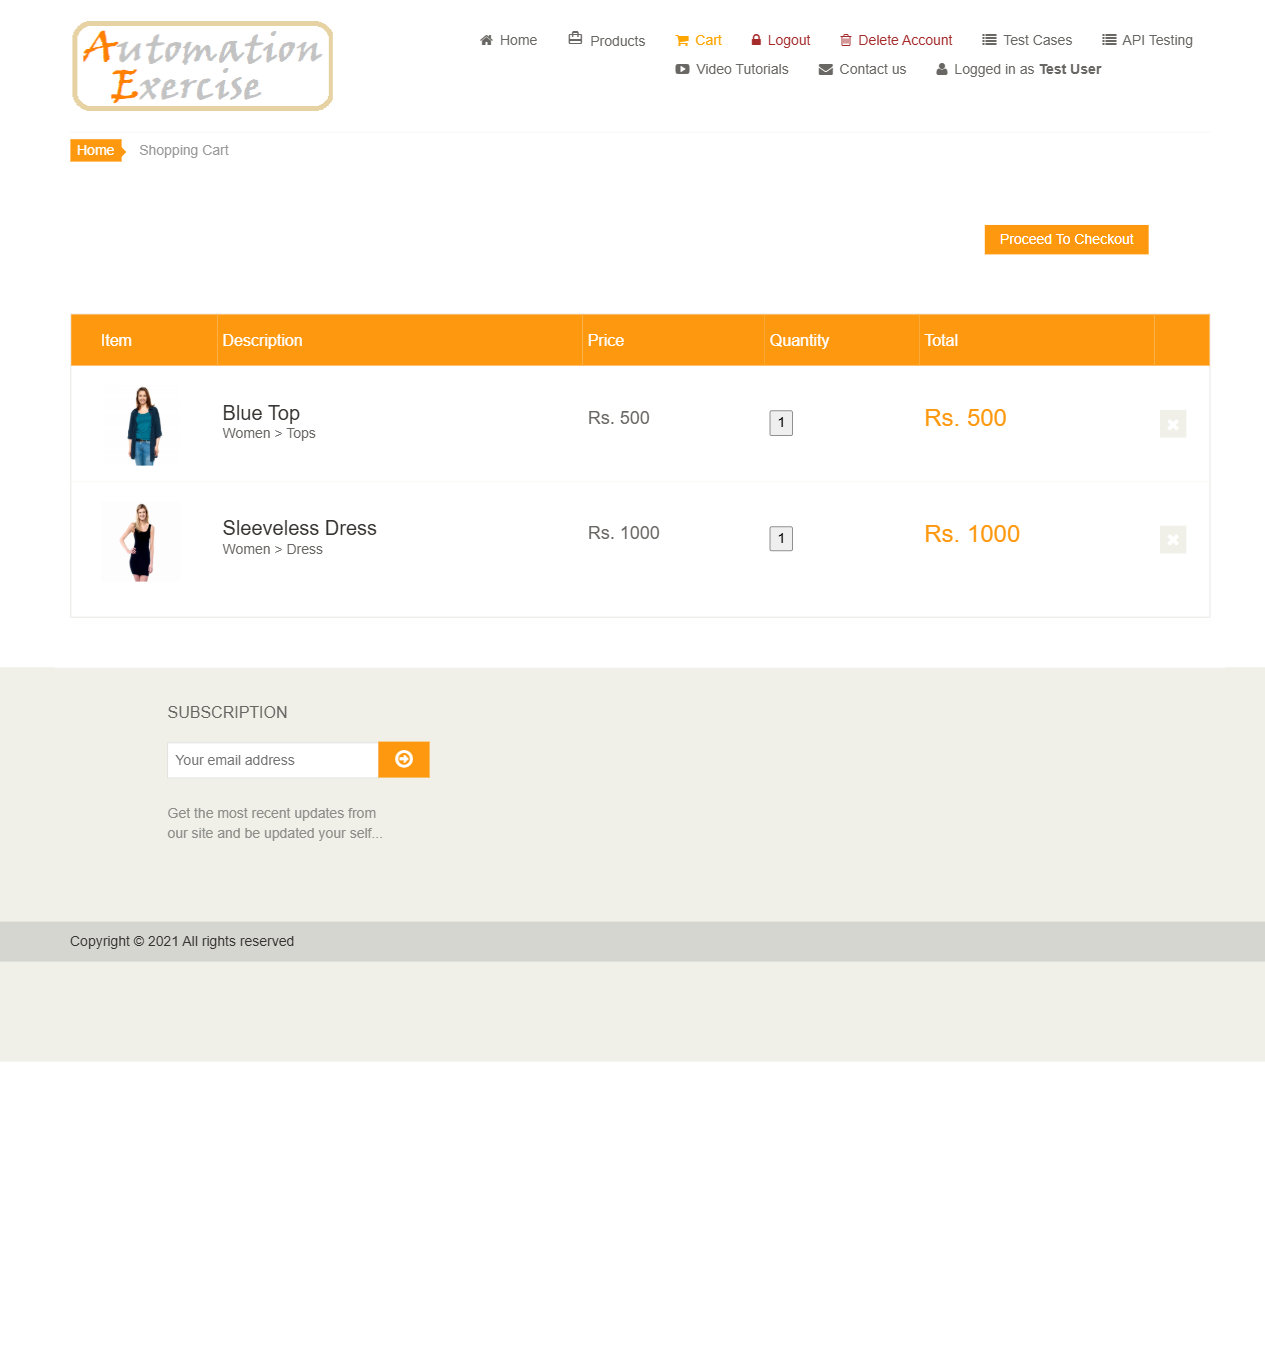 Automation
Exercise
Home Products Cart Logout Delete Account Test Cases API Testing
Video Tutorials Contact us Logged in as Test User
Home Shopping Cart
Proceed To Checkout
Item Description Price Quantity Total
Blue Top Rs. 500 1 Rs. 500
Women > Tops
Sleeveless Dress Rs. 1000 1 Rs. 1000
Women > Dress
SUBSCRIPTION
Your email address
Get the most recent updates from
our site and be updated your self...
Copyright © 2021 All rights reserved